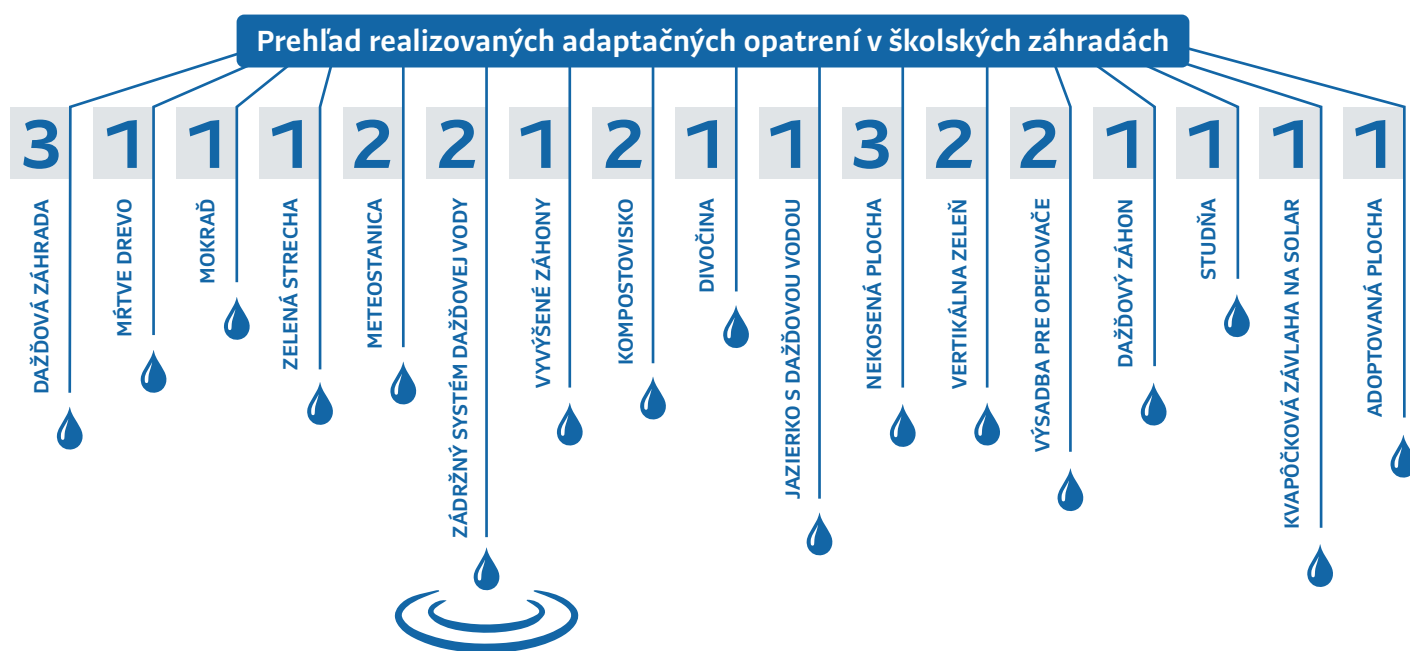 Prehľad realizovaných adaptačných opatrení v školských záhradách
3
DAŽĎOVÁ ZÁHRADA
1
MŔTVE DREVO
1
MOKRAĎ
1
ZELENÁ STRECHA
2
METEOSTANICA
2
ZÁDRŽNÝ SYSTÉM DAŽĎOVEJ VODY
1
VYVÝŠENÉ ZÁHONY
2
KOMPOSTOVISKO
1
DIVOČINA
1
JAZIERKO S DAŽĎOVOU VODOU
3
NEKOSENÁ PLOCHA
2
VERTIKÁLNA ZELEŇ
2
VÝSADBA PRE OPEĽOVAČE
1
DAŽĎOVÝ ZÁHON
1
STUDŇA
1
KVAPÔČKOVÁ ZÁVLAHA NA SOLAR
1
ADOPTOVANÁ PLOCHA